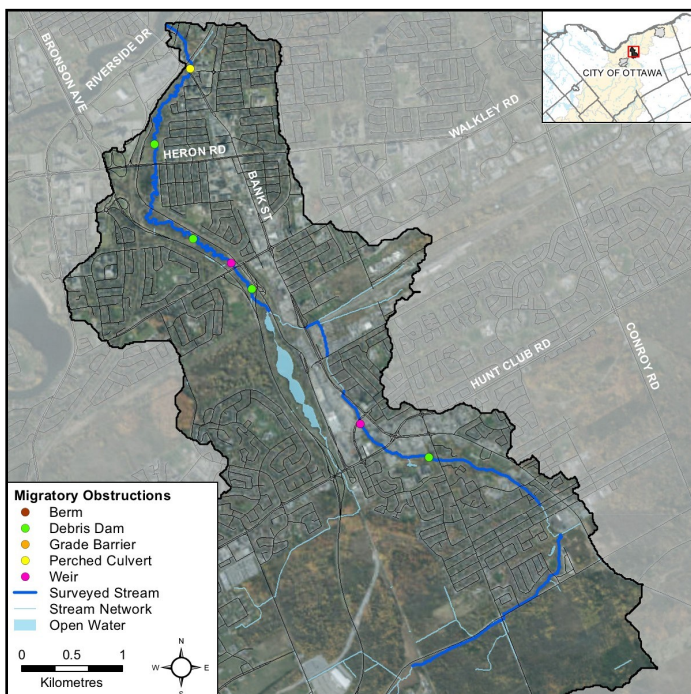 BRONSON AVE
RIVERSIDE DR
CITY OF OTTAWA
WALKLEY RD
HERON RD
BANK ST
CONROY RD
HUNT CLUB RD
Migratory Obstructions
Berm
Debris Dam
Grade Barrier
Perched Culvert
Weir
Surveyed Stream
Stream Network
Open Water
0 0.5 1
Kilometres
N
W E
S